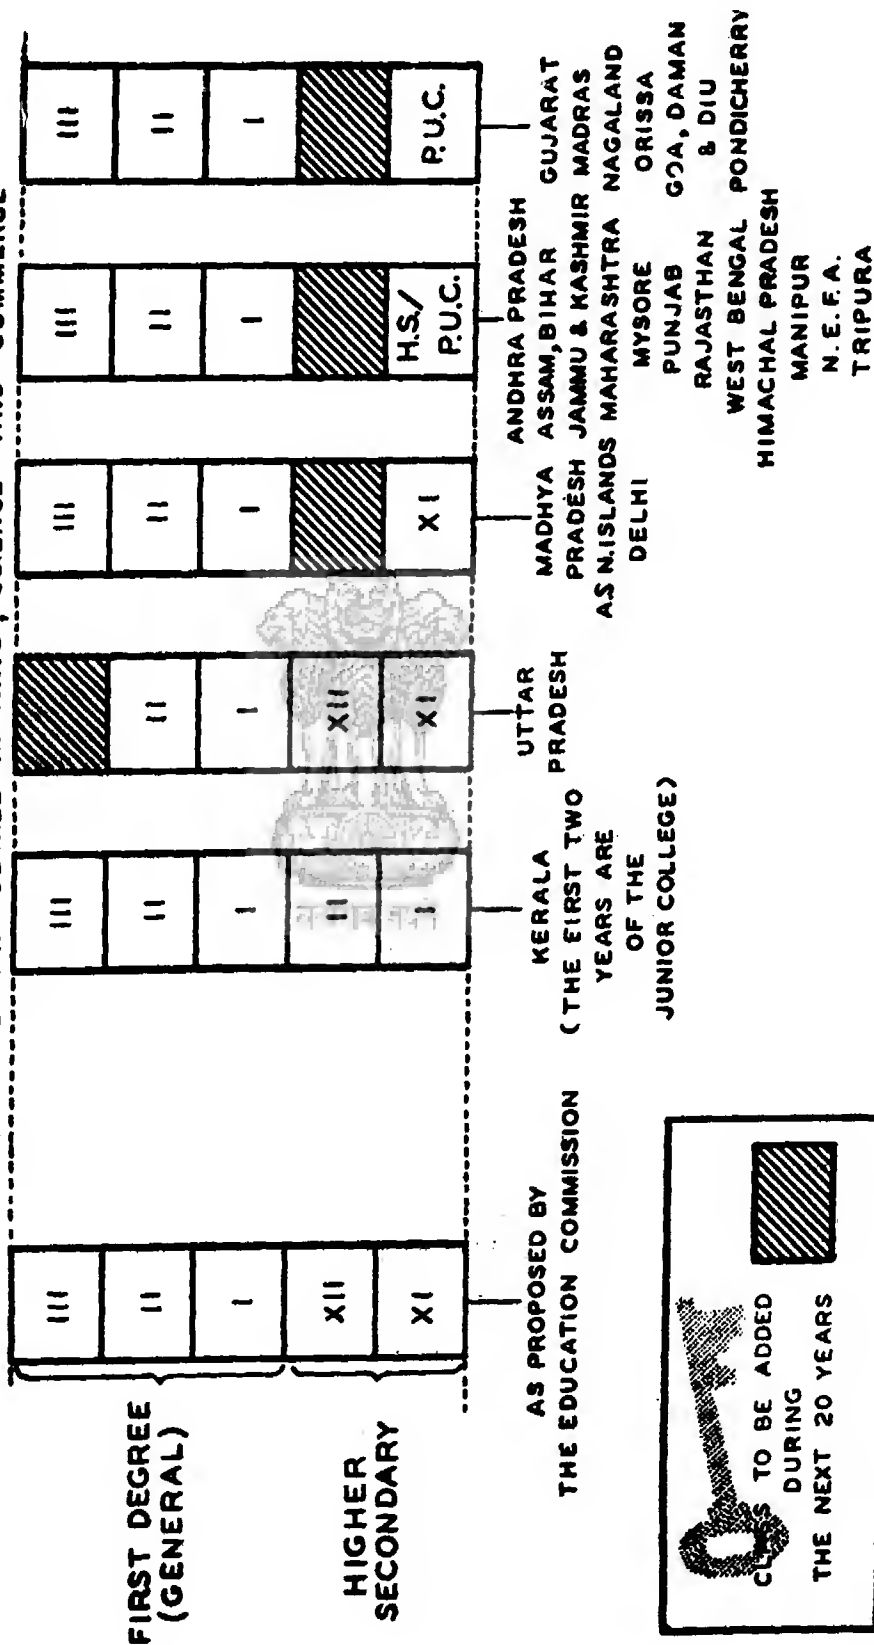 SCIENCE AND COMMERCE
FIRST DEGREE
(GENERAL)
HIGHER
SECONDARY
III
II
I
XII
XI
AS PROPOSED BY
THE EDUCATION COMMISSION
III
II
I
II
I
KERALA
(THE EIRST TWO
YEARS ARE
OF THE
JUNIOR COLLEGE)
II
I
XII
XI
UTTAR
PRADESH
III
II
I
XI
MADHYA
PRADESH
A.S N.ISLANDS
DELHI
III
II
I
H.S./
P.U.C.
ANDHRA PRADESH
ASSAM, BIHAR
JAMMU & KASHMIR
MAHARASHTRA
MYSORE
PUNJAB
RAJASTHAN
WEST BENGAL
HIMACHAL PRADESH
MANIPUR
N.E.F.A.
TRIPURA
III
II
I
P.U.C.
GUJARAT
MADRAS
NAGALAND
ORISSA
GOA, DAMAN
& DIU
PONDICHERRY
CLASS TO BE ADDED
DURING
THE NEXT 20 YEARS